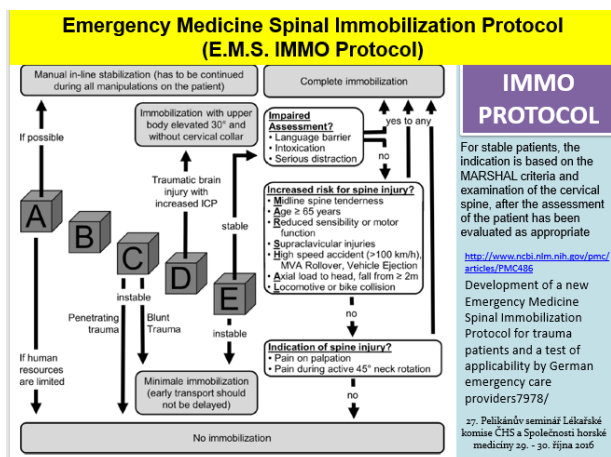 Emergency Medicine Spinal Immobilization Protocol
(E.M.S. IMMO Protocol)
Manual in-line stabilization (has to be continued
during all manipulations on the patient)
Complete immobilization
If possible
Immobilization with upper
body elevated 30° and
without cervical collar
Impaired
Assessment?
• Language barrier
• Intoxication
• Serious distraction
yes to any
no
Traumatic brain
injury with
increased ICP
stable
A
B
C
D
E
Increased risk for spine injury?
• Midline spine tenderness
• Age ≥ 65 years
• Reduced sensibility or motor
function
• Supraclavicular injuries
• High speed accident (>100 km/h),
MVA Rollover, Vehicle Ejection
• Axial load to head, fall from ≥ 2m
• Locomotive or bike collision
instable
Penetrating
trauma
Blunt
Trauma
instable
no
If human
resources
are limited
Minimale immobilization
(early transport should
not be delayed)
Indication of spine injury?
• Pain on palpation
• Pain during active 45° neck rotation
no
No immobilization
IMMO
PROTOCOL
For stable patients, the
indication is based on the
MARSHAL criteria and
examination of the cervical
spine, after the assessment
of the patient has been
evaluated as appropriate
http://www.ncbi.nlm.nih.gov/pmc/
articles/PMC486
Development of a new
Emergency Medicine
Spinal Immobilization
Protocol for trauma
patients and a test of
applicability by German
emergency care
providers7978/
27. Pelikánův seminář Lékařské
komise ČHS a Společnosti horské
medicíny 29. - 30. října 2016